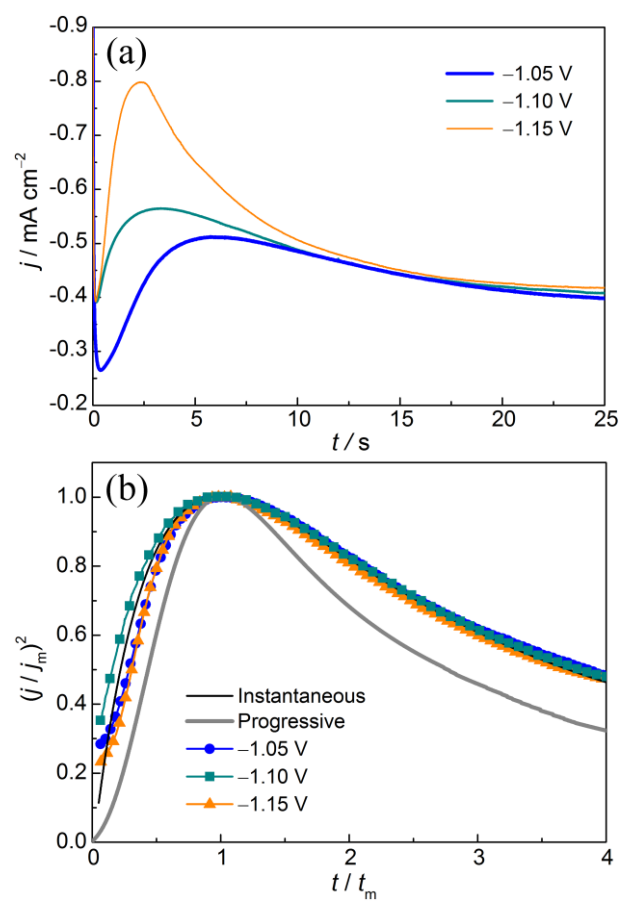 (a)
-0.9
-0.8
-0.7
-0.6
-0.5
-0.4
-0.3
-0.2
j / mA cm⁻²
−1.05 V
−1.10 V
−1.15 V
0 5 10 15 20 25
t / s
(b)
1.0
0.8
0.6
0.4
0.2
0.0
(j / jₘ)²
Instantaneous
Progressive
−1.05 V
−1.10 V
−1.15 V
0 1 2 3 4
t / tₘ